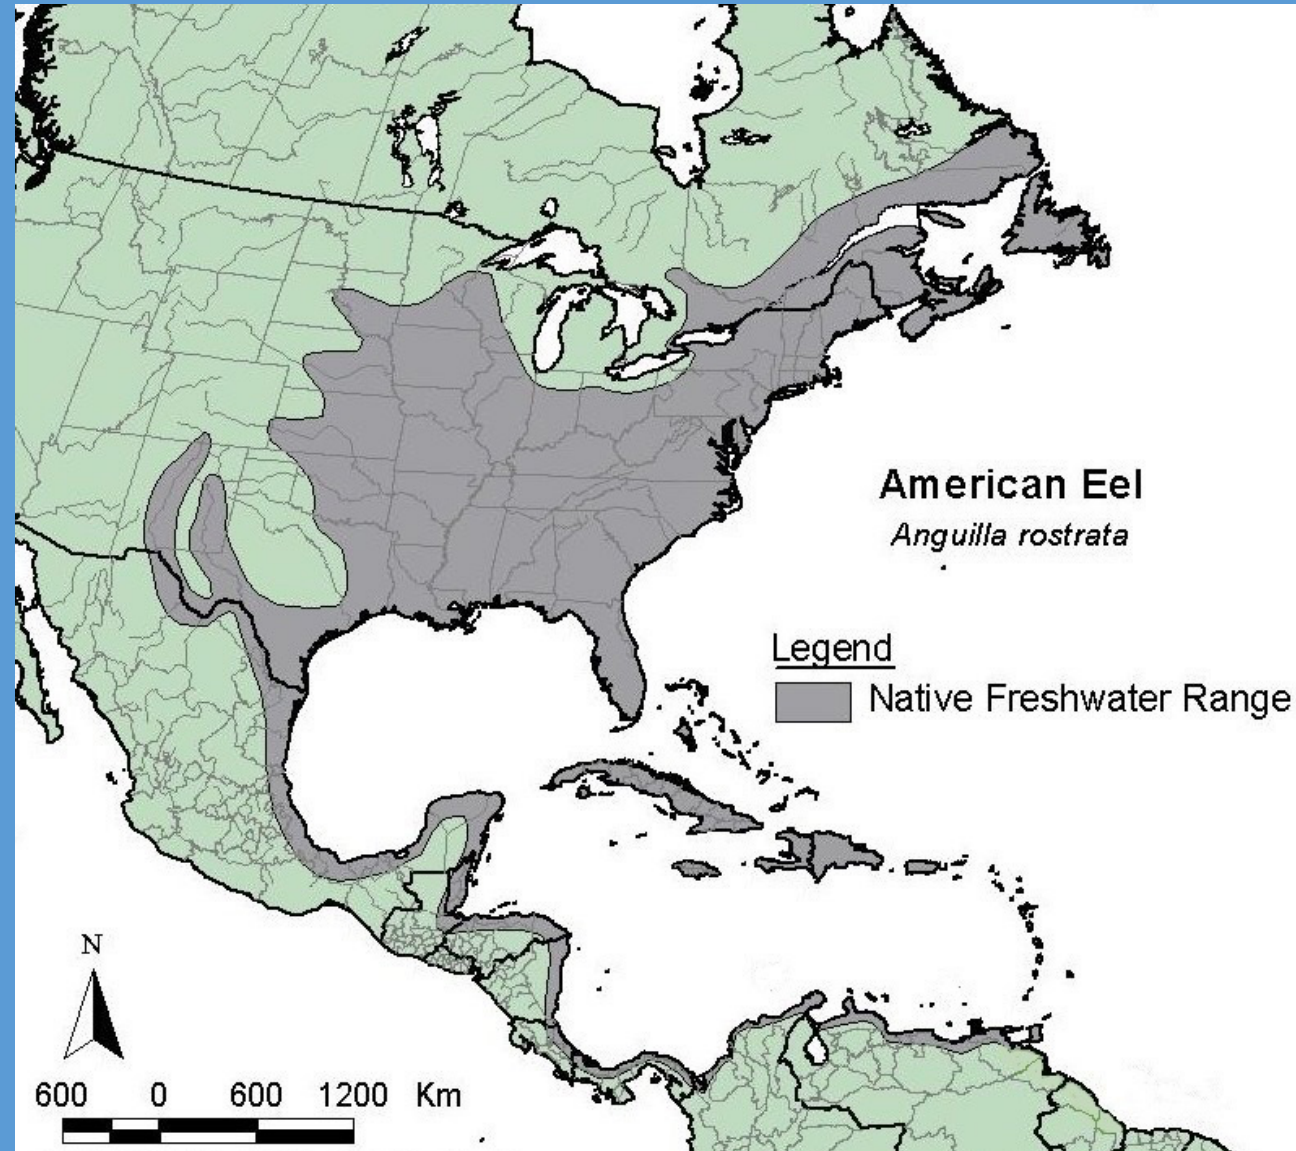 American Eel
Anguilla rostrata
Legend
Native Freshwater Range
N
600 0 600 1200 Km